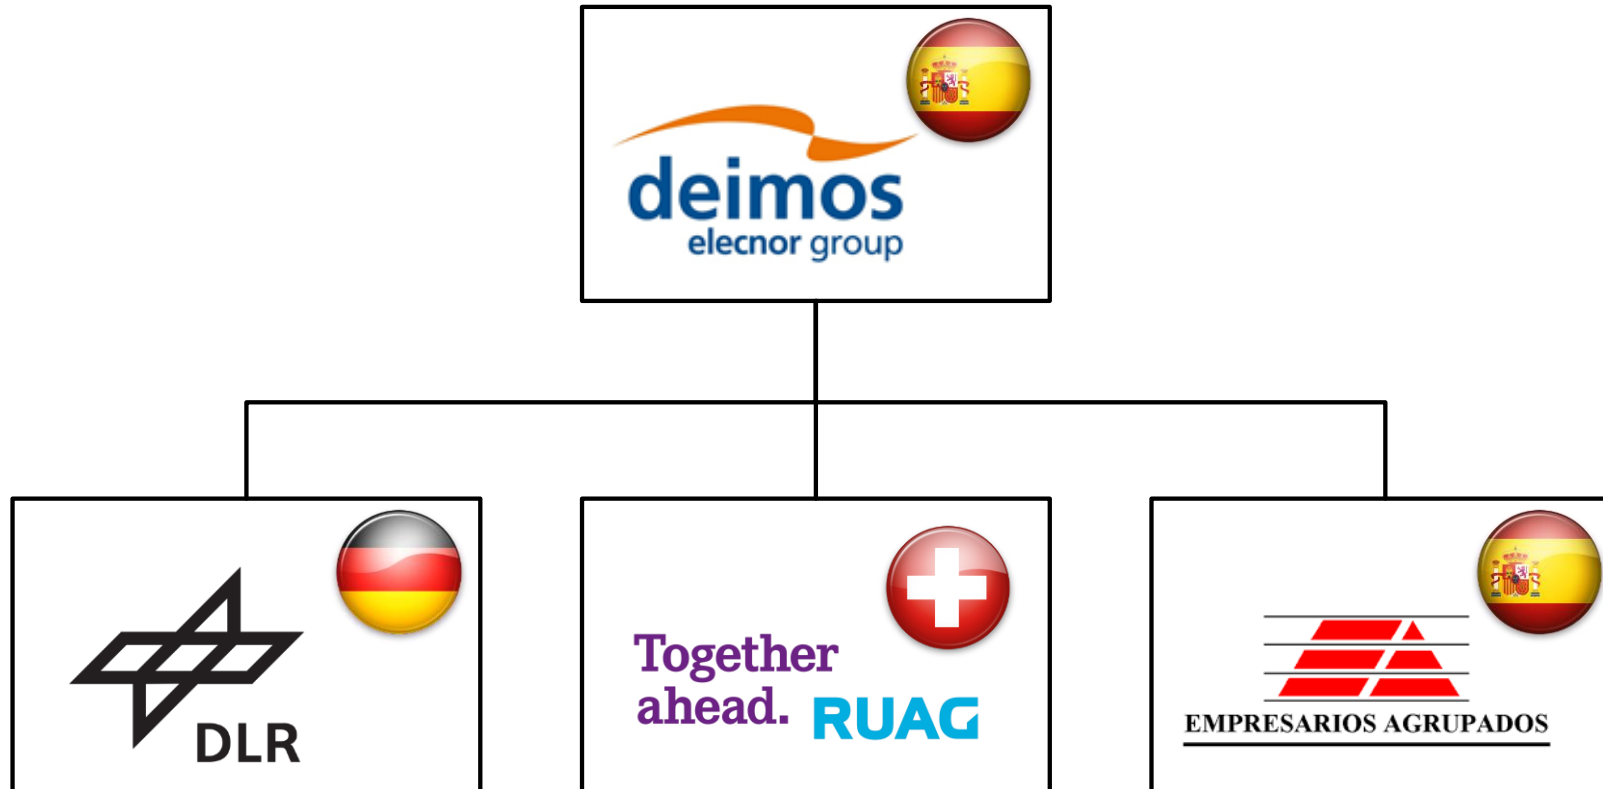 deimos
elecnor group
DLR
Together
ahead. RUAG
EMPRESARIOS AGRUPADOS